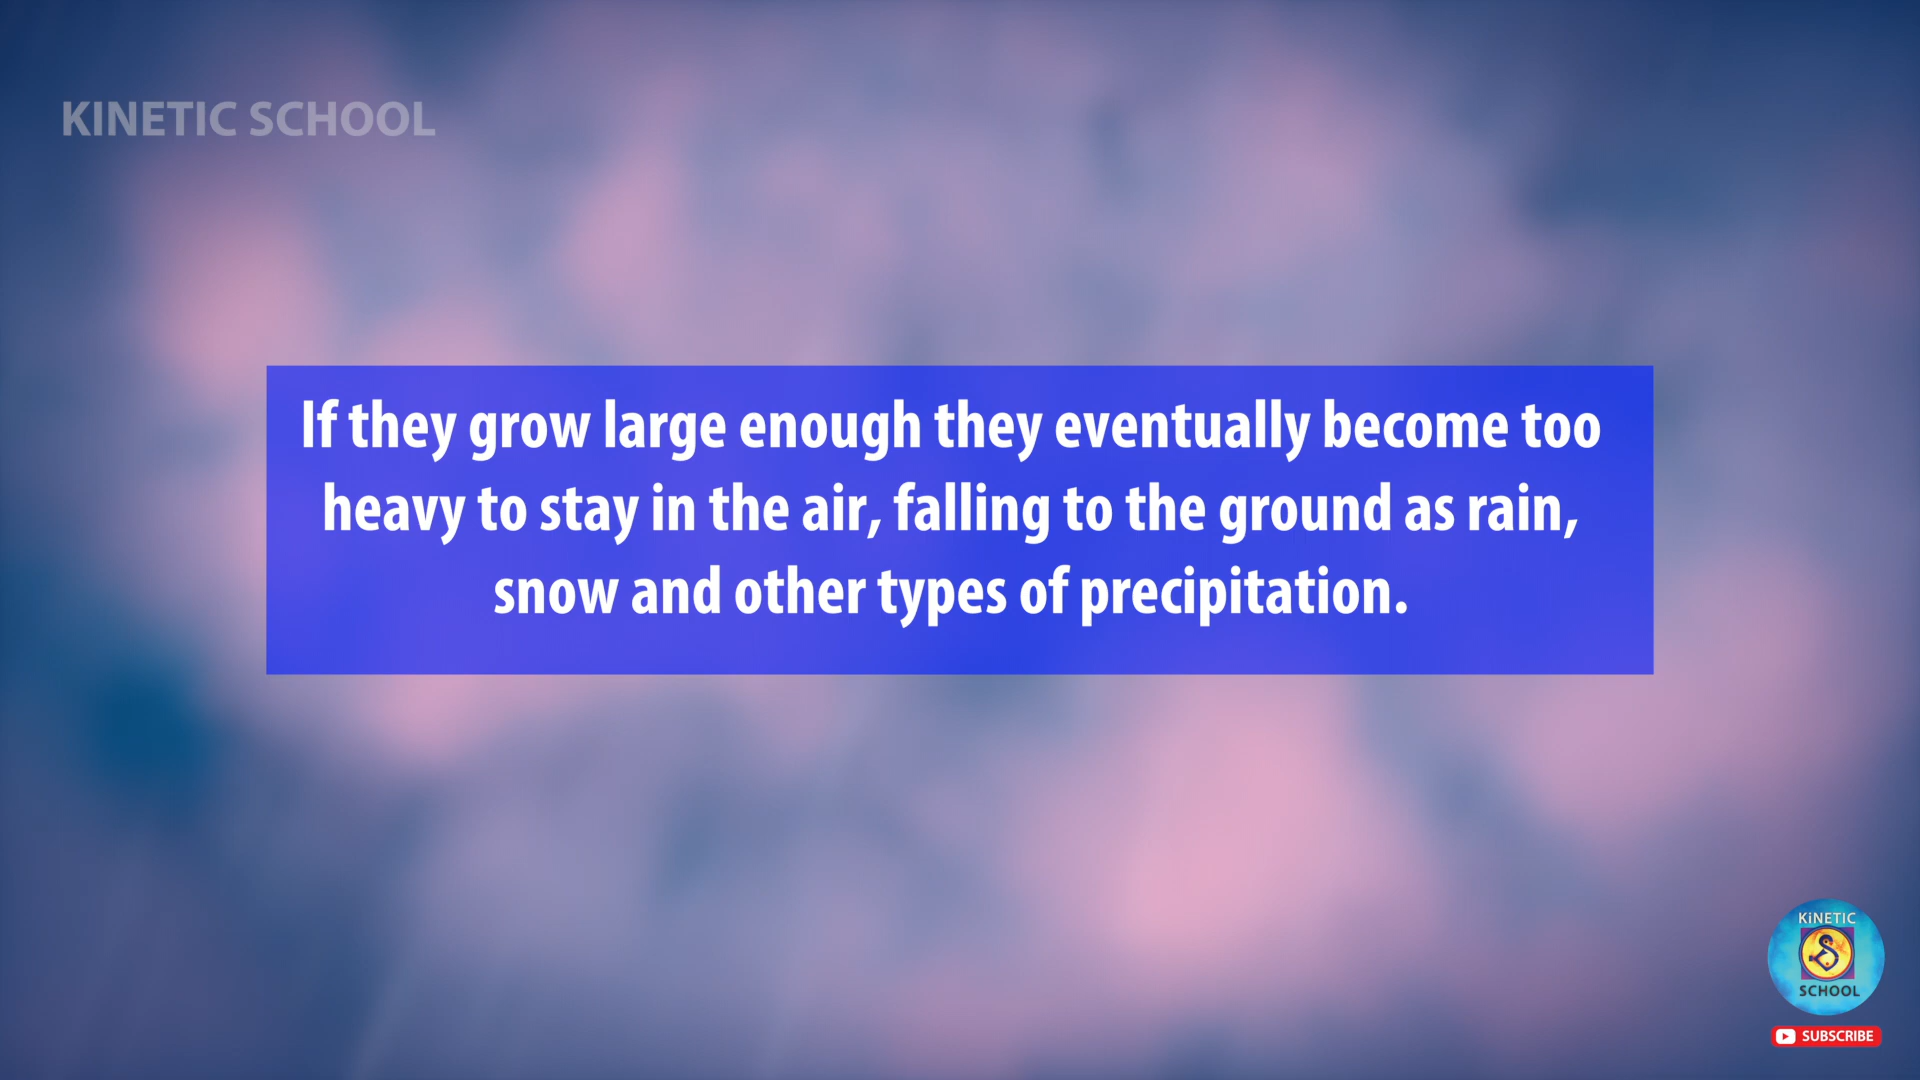 KINETIC SCHOOL
If they grow large enough they eventually become too
heavy to stay in the air, falling to the ground as rain,
snow and other types of precipitation.
KiNETIC
SCHOOL
SUBSCRIBE